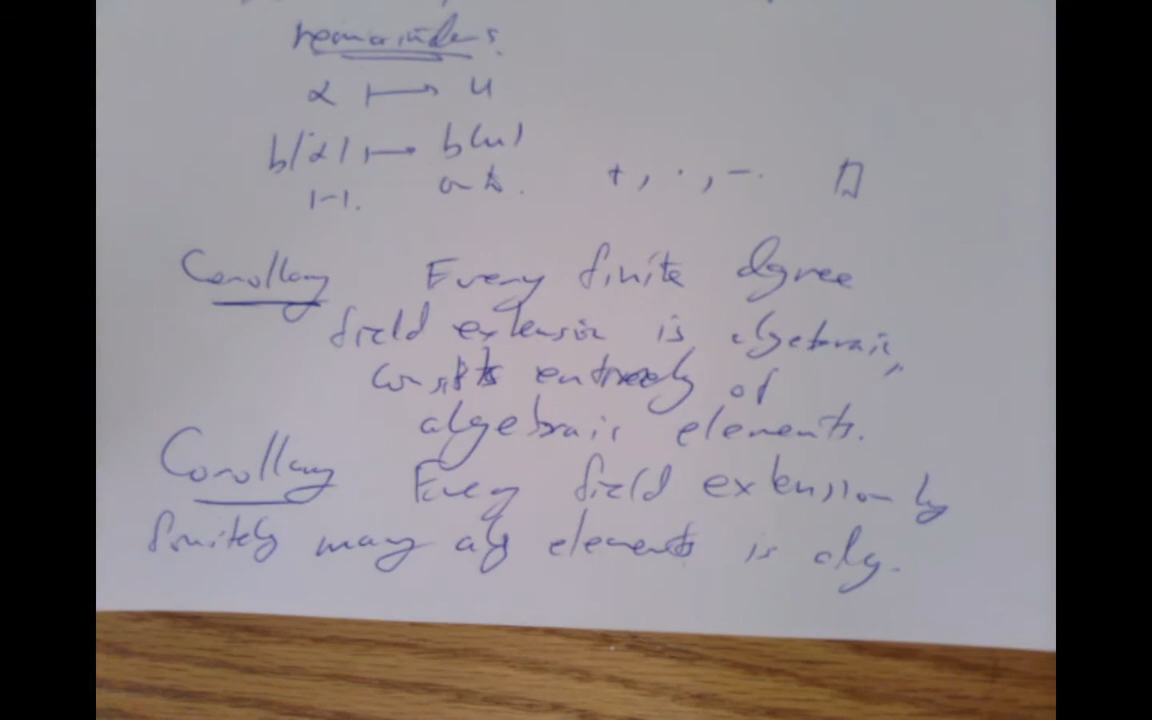 remainders.
α ↦ u
b(α) ↦ b(u)
1-1. onto. +, ·, -. □
Corollary Every finite degree
field extension is algebraic,
consists entirely of
algebraic elements.
Corollary Every field extension by
finitely many alg elements is alg.